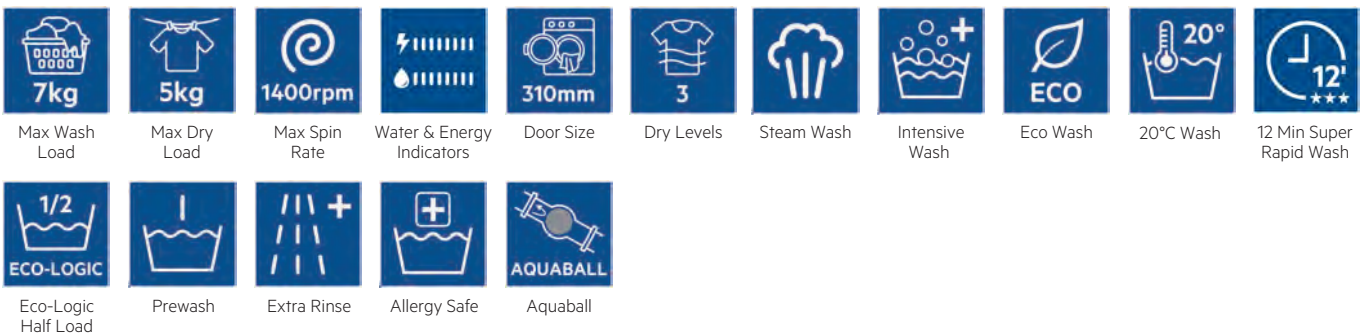 7kg
5kg
1400rpm
310mm
3
ECO
20°
12'
Max Wash
Load
Max Dry
Load
Max Spin
Rate
Water & Energy
Indicators
Door Size
Dry Levels
Steam Wash
Intensive
Wash
Eco Wash
20°C Wash
12 Min Super
Rapid Wash
1/2
ECO-LOGIC
AQUABALL
Eco-Logic
Half Load
Prewash
Extra Rinse
Allergy Safe
Aquaball